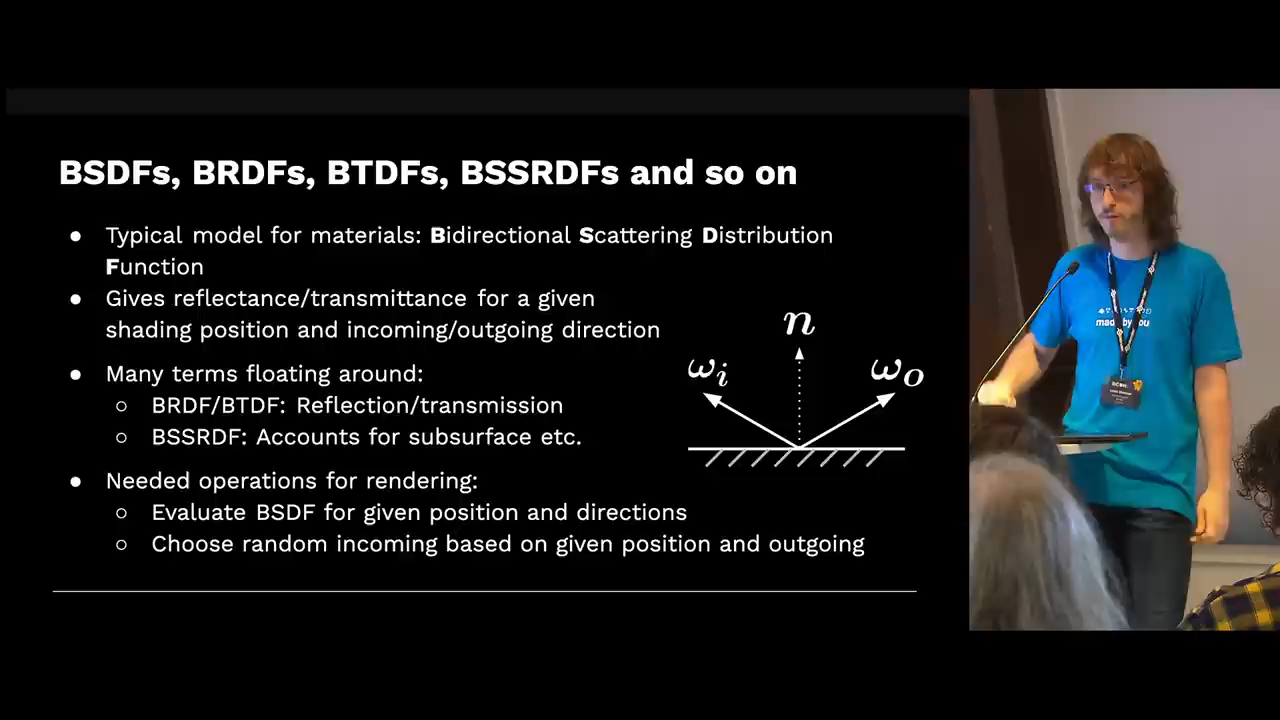 BSDFs, BRDFs, BTDFs, BSSRDFs and so on
● Typical model for materials: Bidirectional Scattering Distribution
Function
● Gives reflectance/transmittance for a given
shading position and incoming/outgoing direction
● Many terms floating around:
○ BRDF/BTDF: Reflection/transmission
○ BSSRDF: Accounts for subsurface etc.
● Needed operations for rendering:
○ Evaluate BSDF for given position and directions
○ Choose random incoming based on given position and outgoing
n
ωi
ωo
made by you